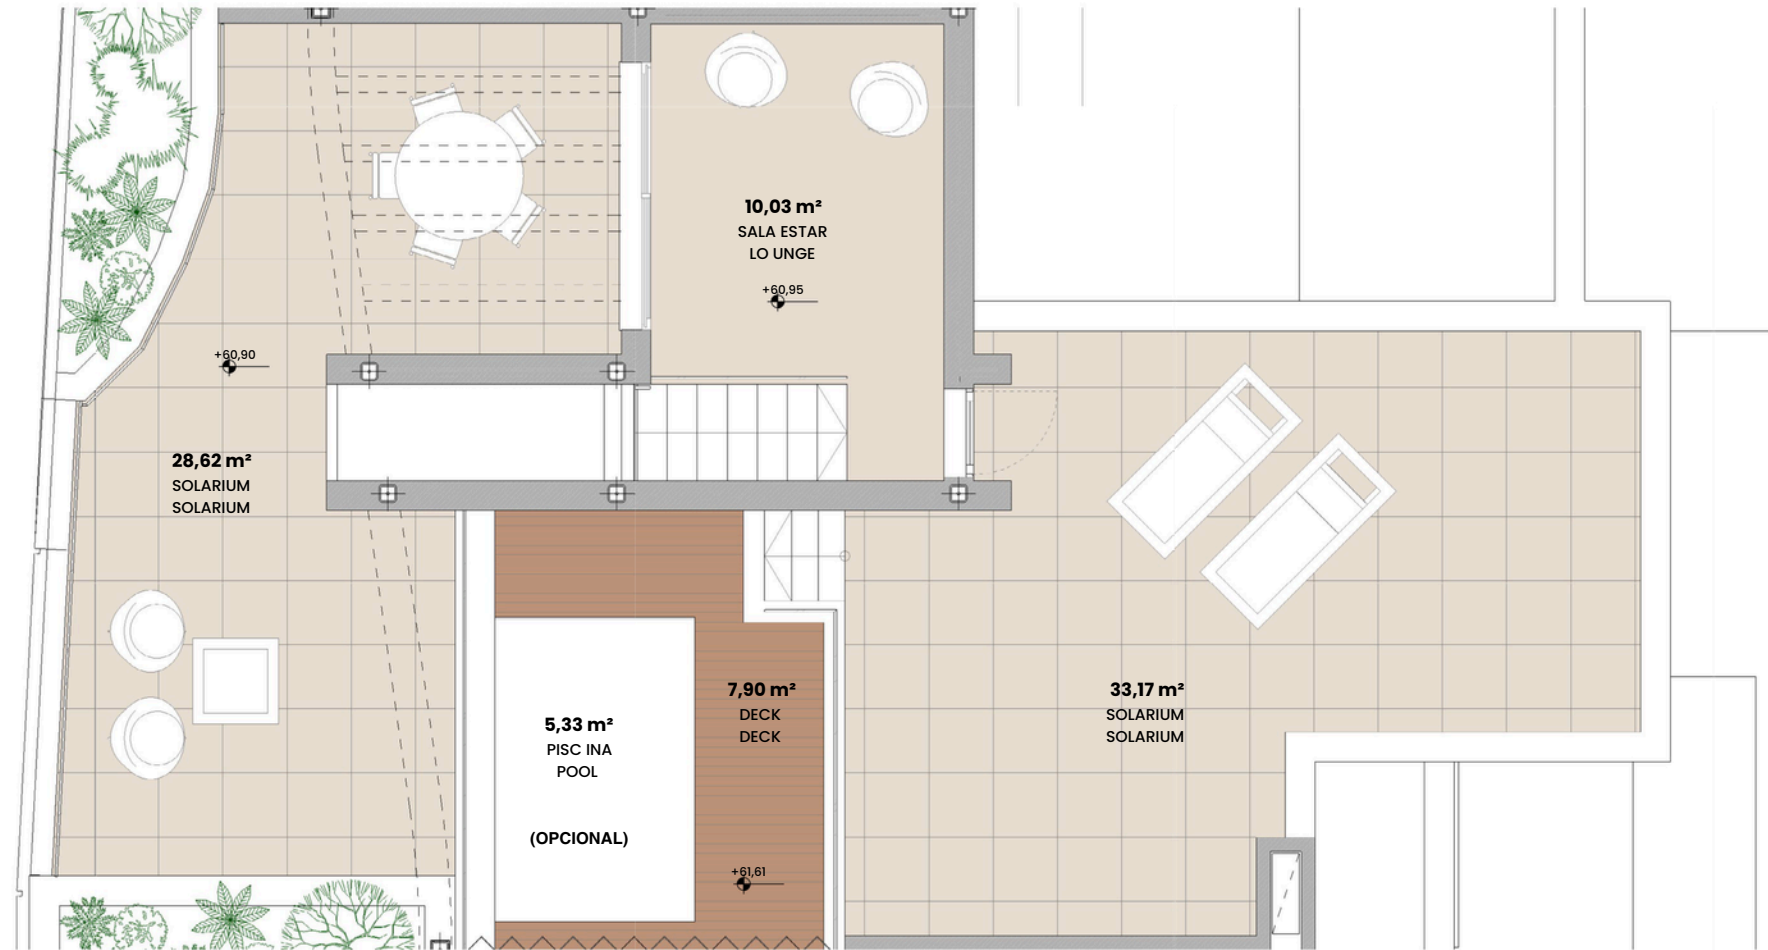 10,03 m²
SALA ESTAR
LO UNGE
+60,95
+60,90
28,62 m²
SOLARIUM
SOLARIUM
5,33 m²
PISC INA
POOL
(OPCIONAL)
7,90 m²
DECK
DECK
+61,61
33,17 m²
SOLARIUM
SOLARIUM